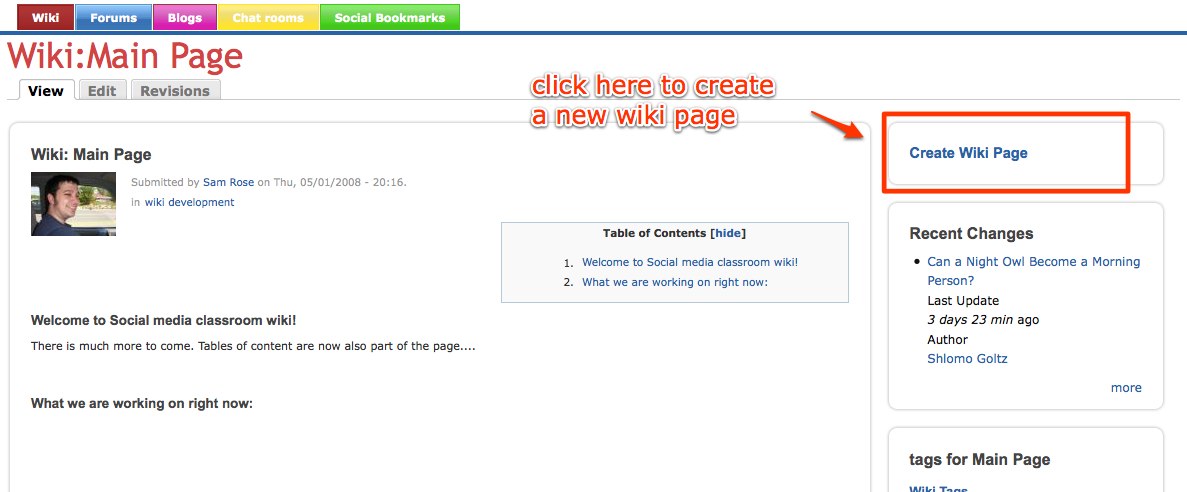 Wiki Forums Blogs Chat rooms Social Bookmarks
Wiki:Main Page
View Edit Revisions
click here to create
a new wiki page
Wiki: Main Page
Submitted by Sam Rose on Thu, 05/01/2008 - 20:16.
in wiki development
Table of Contents [hide]
1. Welcome to Social media classroom wiki!
2. What we are working on right now:
Welcome to Social media classroom wiki!
There is much more to come. Tables of content are now also part of the page....
What we are working on right now:
Create Wiki Page
Recent Changes
Can a Night Owl Become a Morning
Person?
Last Update
3 days 23 min ago
Author
Shlomo Goltz
more
tags for Main Page
Wiki Tags